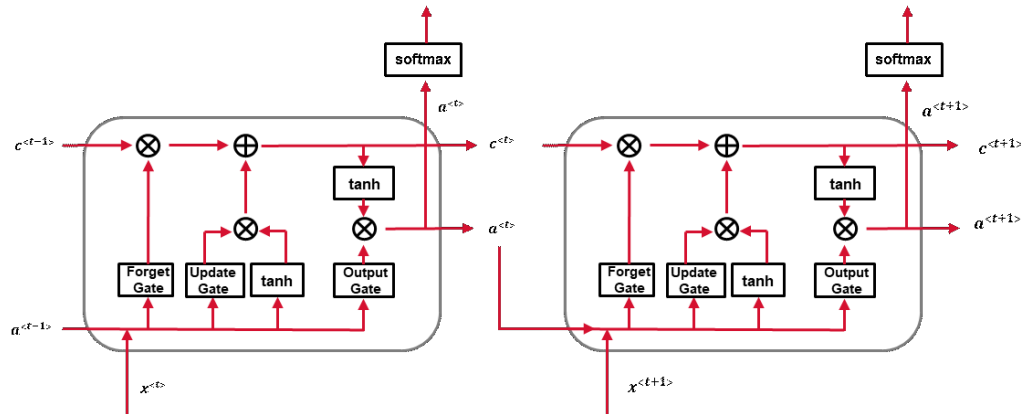 softmax
softmax
a<t>
a<t+1>
c<t-1>
c<t>
c<t+1>
tanh
tanh
a<t>
a<t+1>
Forget
Gate
Update
Gate
tanh
Output
Gate
Forget
Gate
Update
Gate
tanh
Output
Gate
a<t-1>
x<t>
x<t+1>